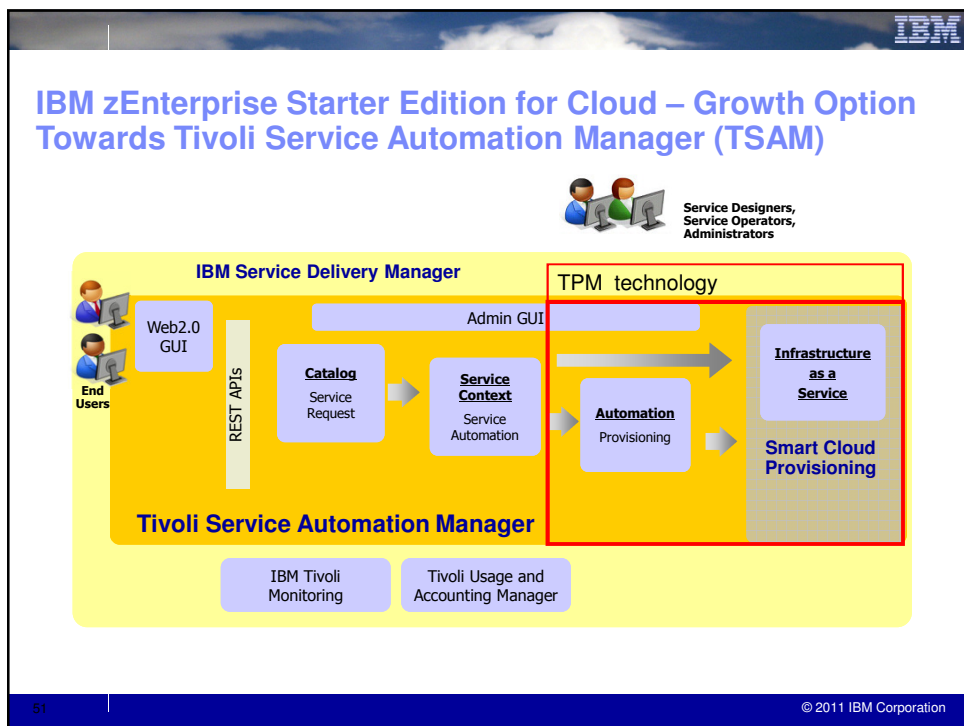 IBM
IBM zEnterprise Starter Edition for Cloud – Growth Option
Towards Tivoli Service Automation Manager (TSAM)
Service Designers,
Service Operators,
Administrators
IBM Service Delivery Manager
TPM technology
Admin GUI
Web2.0
GUI
End
Users
REST APIs
Catalog
Service
Request
Service
Context
Service
Automation
Automation
Provisioning
Infrastructure
as a
Service
Smart Cloud
Provisioning
Tivoli Service Automation Manager
IBM Tivoli
Monitoring
Tivoli Usage and
Accounting Manager
51
© 2011 IBM Corporation